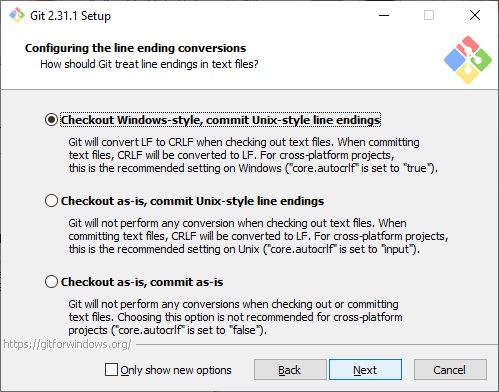 Git 2.31.1 Setup
Configuring the line ending conversions
How should Git treat line endings in text files?
Checkout Windows-style, commit Unix-style line endings
Git will convert LF to CRLF when checking out text files. When committing
text files, CRLF will be converted to LF. For cross-platform projects,
this is the recommended setting on Windows ("core.autocrlf" is set to "true").
Checkout as-is, commit Unix-style line endings
Git will not perform any conversion when checking out text files. When
committing text files, CRLF will be converted to LF. For cross-platform projects,
this is the recommended setting on Unix ("core.autocrlf" is set to "input").
Checkout as-is, commit as-is
Git will not perform any conversions when checking out or committing
text files. Choosing this option is not recommended for cross-platform
projects ("core.autocrlf" is set to "false").
https://gitforwindows.org/
Only show new options
Back
Next
Cancel